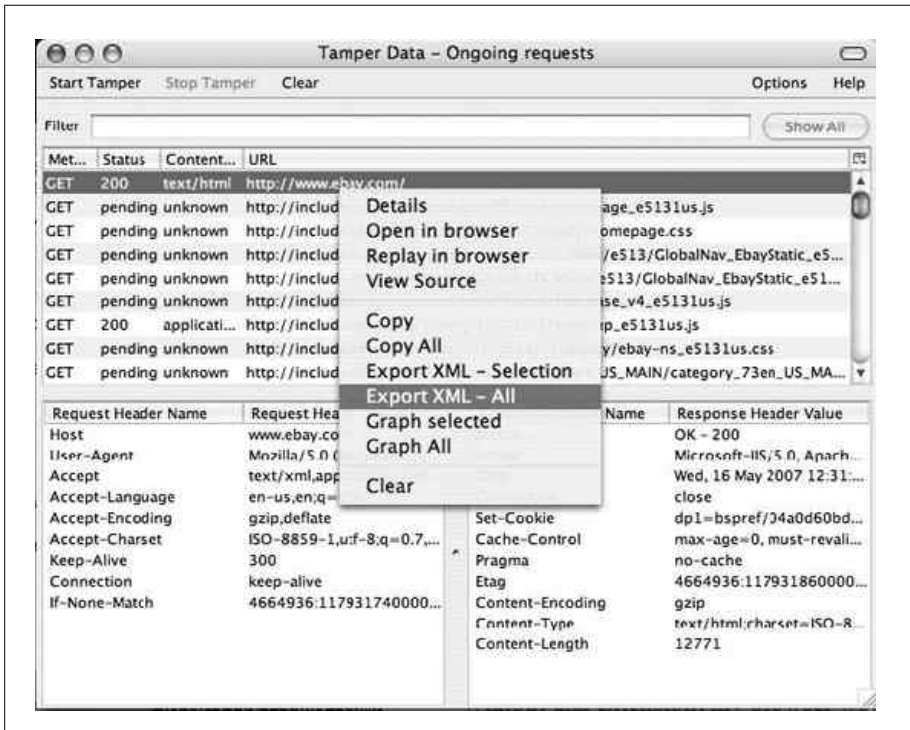 Tamper Data – Ongoing requests
Start Tamper Stop Tamper Clear Options Help
Filter Show All
Met... Status Content... URL
GET 200 text/html http://www.ebay.com/
GET pending unknown http://includ age_e5131us.js
GET pending unknown http://includ omepage.css
GET pending unknown http://includ /e513/GlobalNav_EbayStatic_e5...
GET pending unknown http://includ e513/GlobalNav_EbayStatic_e51...
GET pending unknown http://includ ase_v4_e5131us.js
GET 200 applicati... http://includ ap_e5131us.js
GET pending unknown http://includ y/ebay-ns_e5131us.css
GET pending unknown http://includ US_MAIN/category_73en_US_MA...
Details
Open in browser
Replay in browser
View Source
Copy
Copy All
Export XML – Selection
Export XML – All
Graph selected
Graph All
Clear
Request Header Name Request Hea
Host www.ebay.co
User-Agent Mozilla/5.0 (
Accept text/xml,app
Accept-Language en-us,en;q=
Accept-Encoding gzip,deflate
Accept-Charset ISO-8859-1,utf-8;q=0.7,...
Keep-Alive 300
Connection keep-alive
If-None-Match 4664936:117931740000...
Name Response Header Value
OK – 200
Microsoft-IIS/5.0, Apach...
Wed, 16 May 2007 12:31:...
close
Set-Cookie dp1=bspref/34a0d60bd...
Cache-Control max-age=0, must-revali...
Pragma no-cache
Etag 4664936:117931860000...
Content-Encoding gzip
Content-Type text/html;charset=ISO-8...
Content-Length 12771